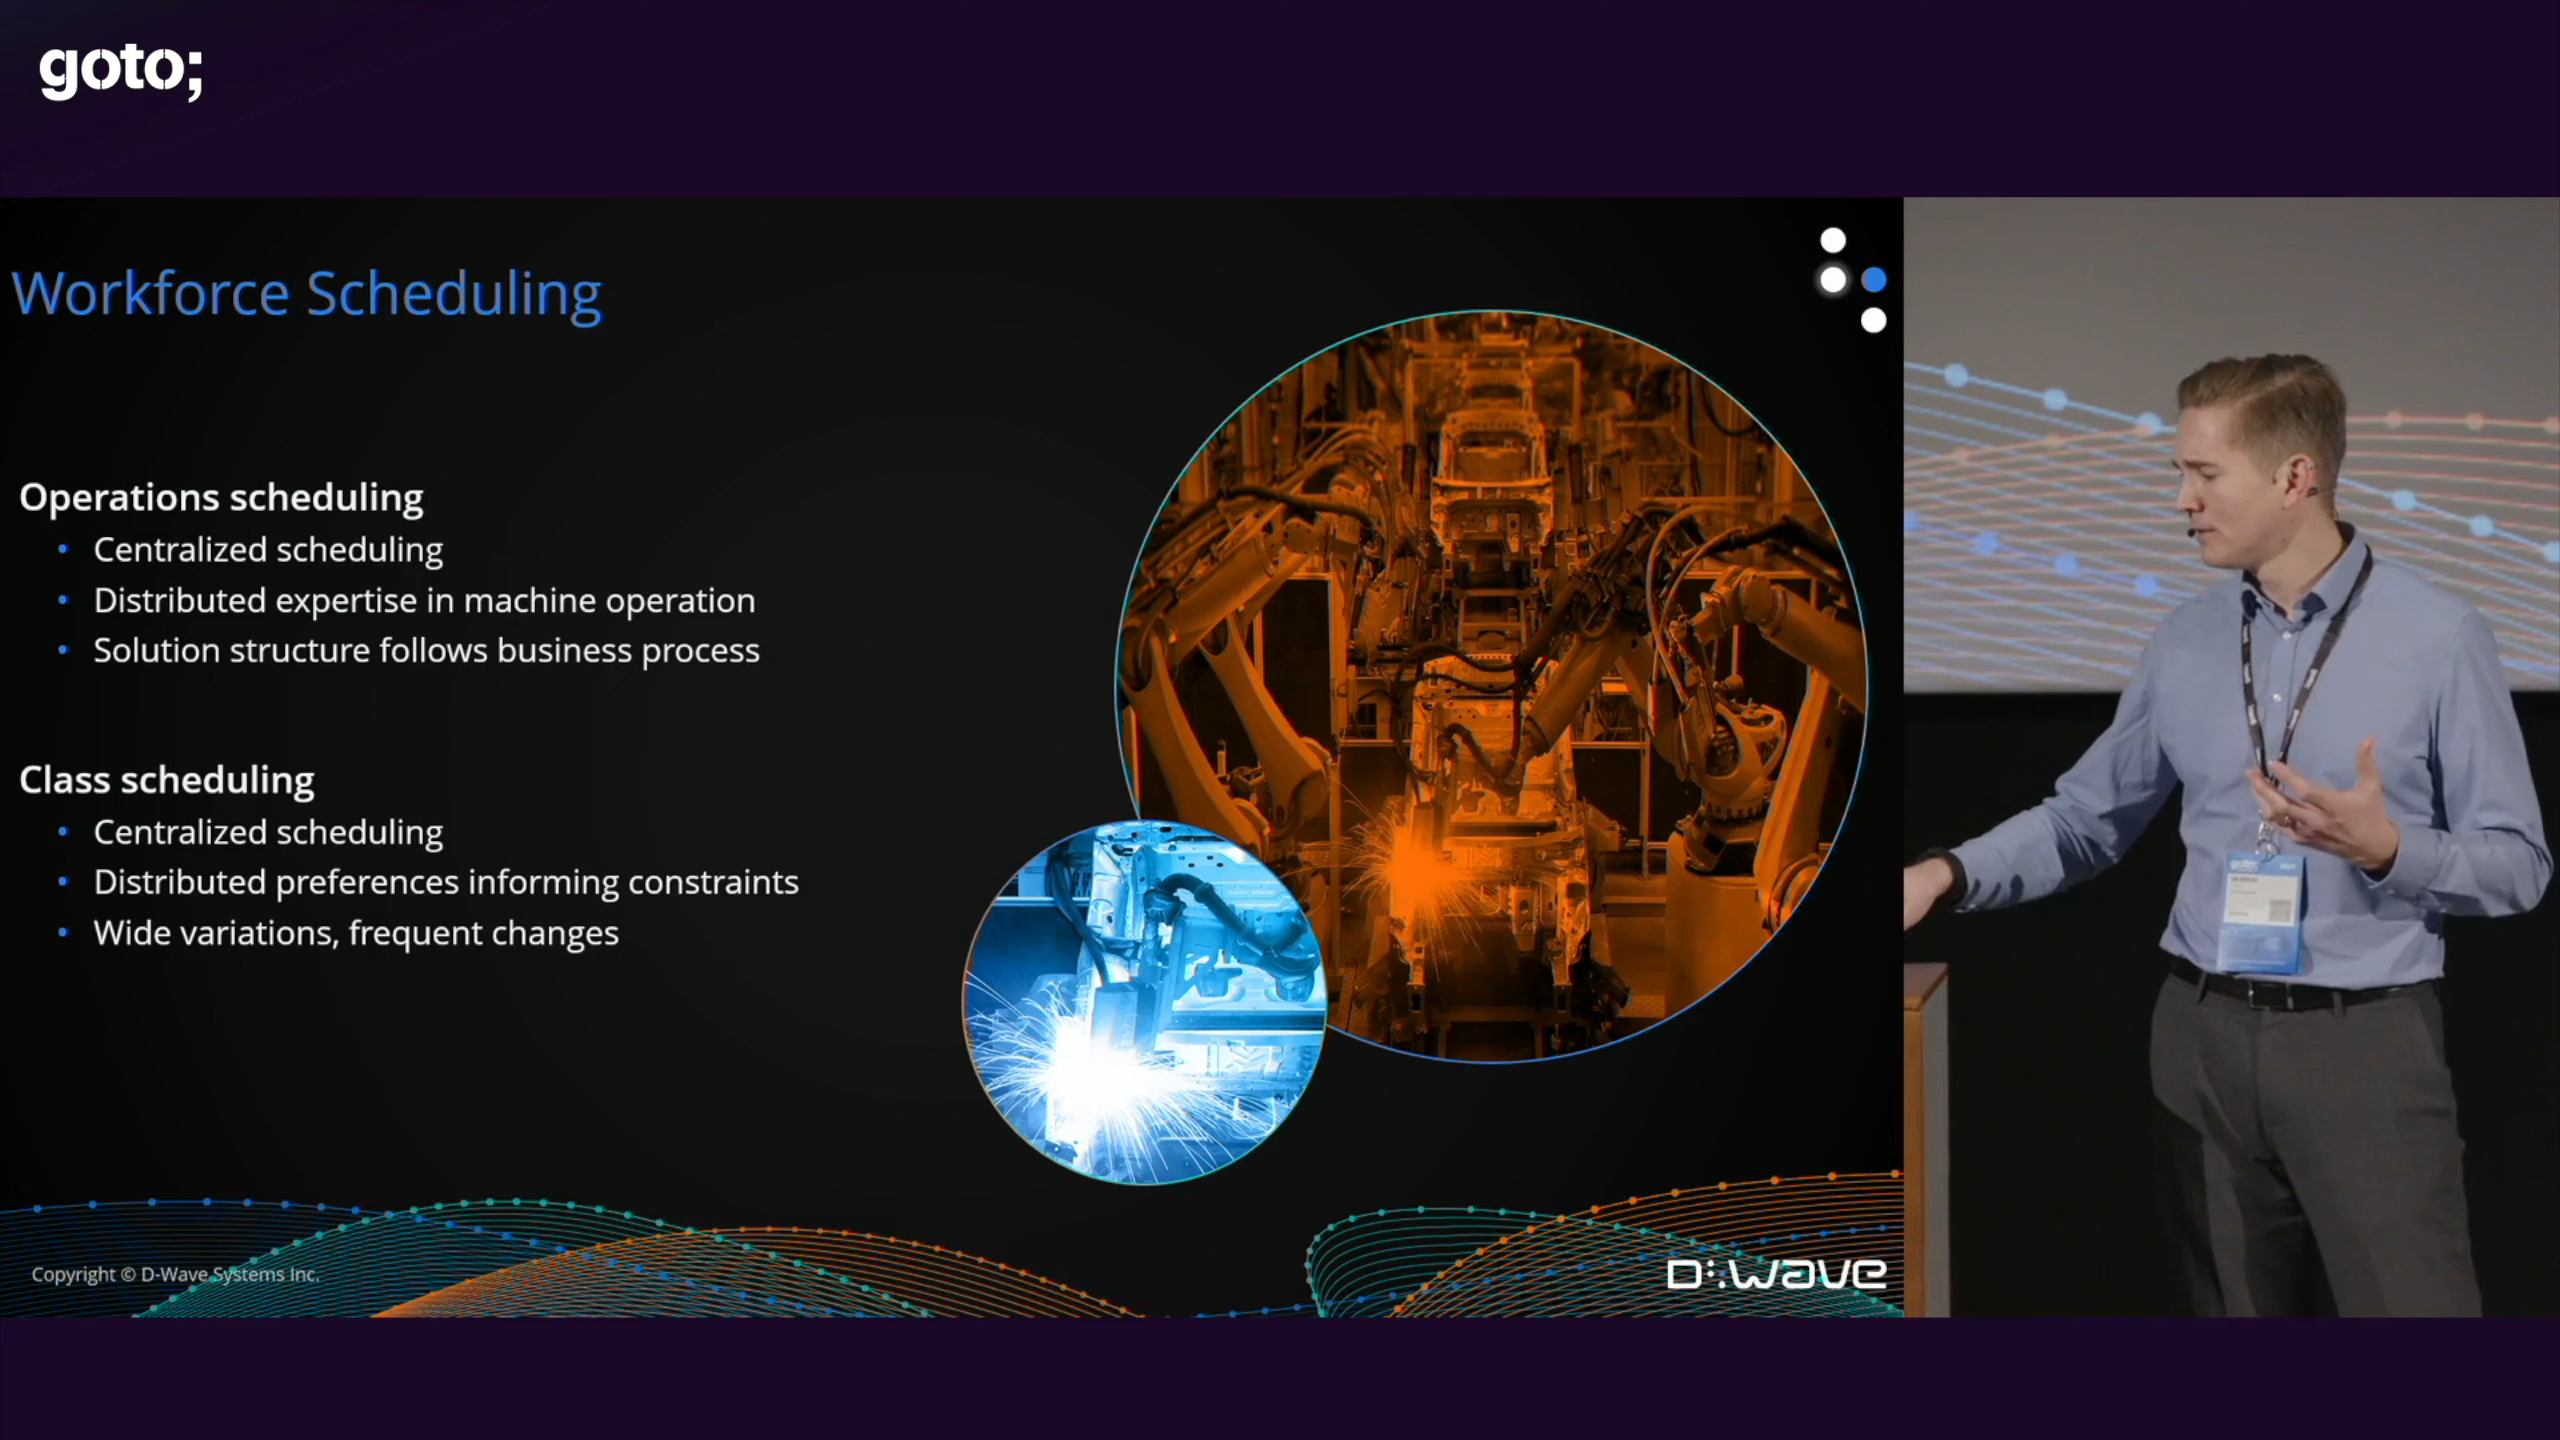 goto;
Workforce Scheduling
Operations scheduling
• Centralized scheduling
• Distributed expertise in machine operation
• Solution structure follows business process
Class scheduling
• Centralized scheduling
• Distributed preferences informing constraints
• Wide variations, frequent changes
Copyright © D-Wave Systems Inc.
D:wave